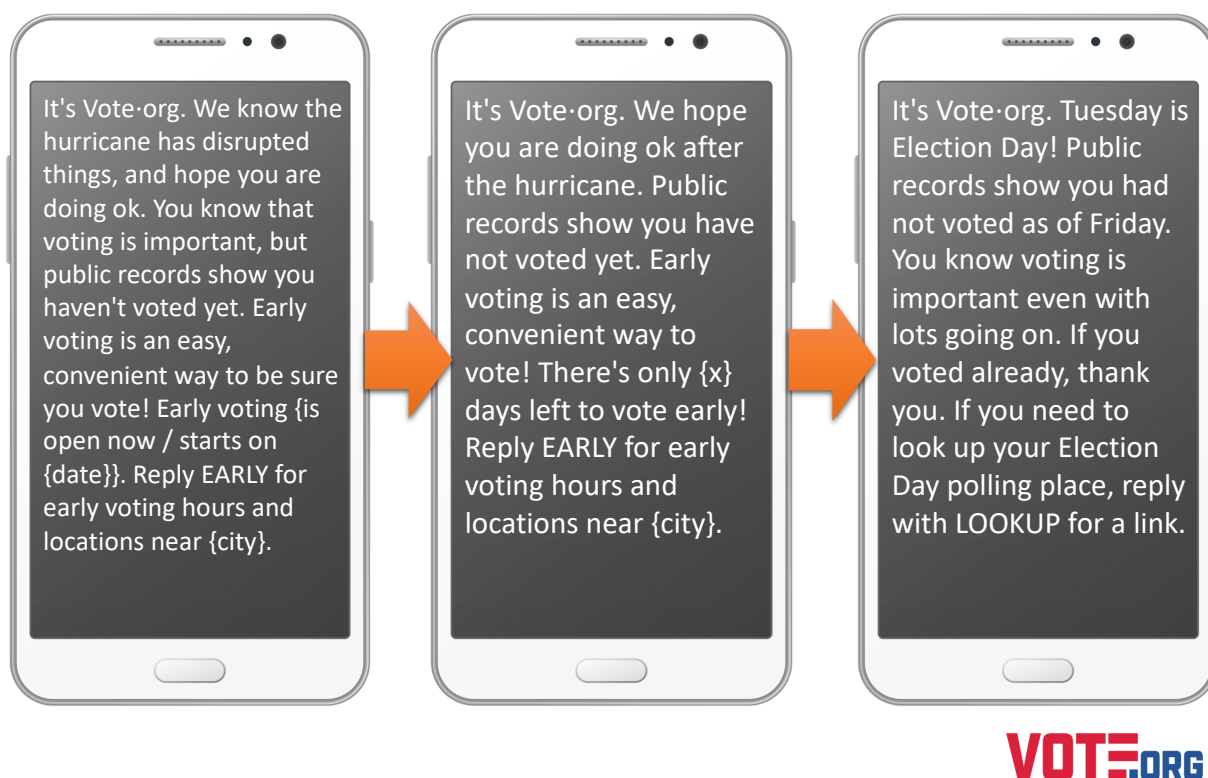 It's Vote·org. We know the
hurricane has disrupted
things, and hope you are
doing ok. You know that
voting is important, but
public records show you
haven't voted yet. Early
voting is an easy,
convenient way to be sure
you vote! Early voting {is
open now / starts on
{date}}. Reply EARLY for
early voting hours and
locations near {city}.
It's Vote·org. We hope
you are doing ok after
the hurricane. Public
records show you have
not voted yet. Early
voting is an easy,
convenient way to
vote! There's only {x}
days left to vote early!
Reply EARLY for early
voting hours and
locations near {city}.
It's Vote·org. Tuesday is
Election Day! Public
records show you had
not voted as of Friday.
You know voting is
important even with
lots going on. If you
voted already, thank
you. If you need to
look up your Election
Day polling place, reply
with LOOKUP for a link.
VOTE.ORG